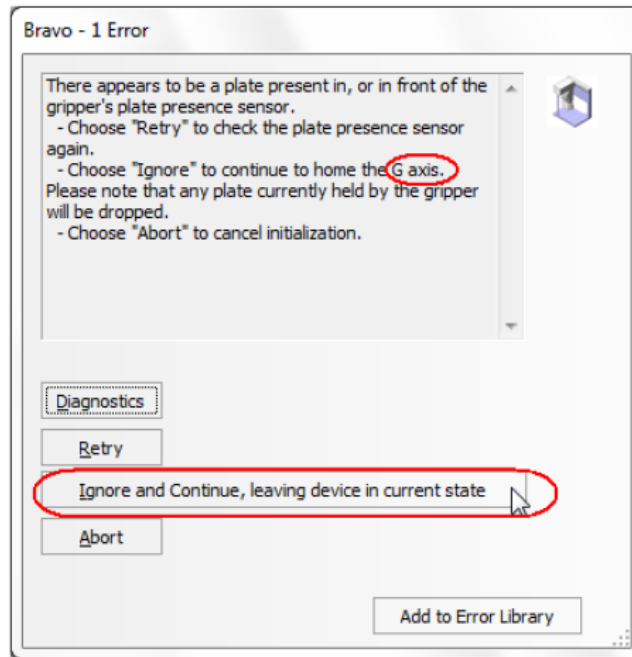 Bravo - 1 Error
There appears to be a plate present in, or in front of the
gripper's plate presence sensor.
- Choose "Retry" to check the plate presence sensor
again.
- Choose "Ignore" to continue to home the G axis.
Please note that any plate currently held by the gripper
will be dropped.
- Choose "Abort" to cancel initialization.
Diagnostics
Retry
Ignore and Continue, leaving device in current state
Abort
Add to Error Library